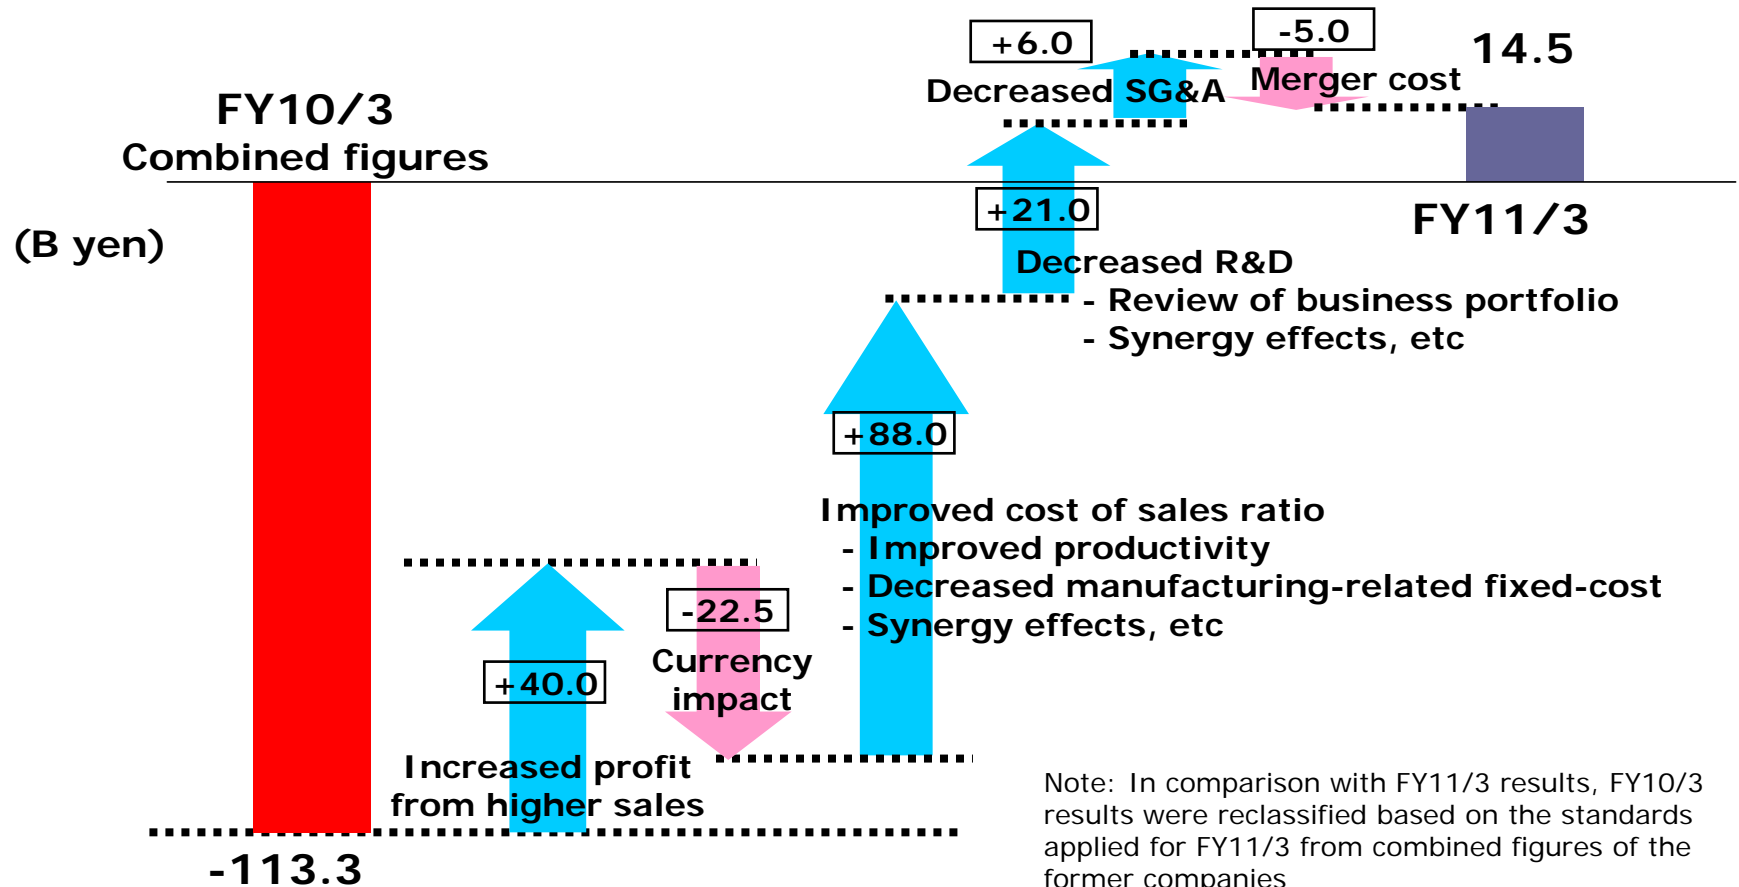 FY10/3
Combined figures
(B yen)
-113.3
+40.0
Increased profit
from higher sales
-22.5
Currency
impact
+88.0
Improved cost of sales ratio
- Improved productivity
- Decreased manufacturing-related fixed-cost
- Synergy effects, etc
+21.0
Decreased R&D
- Review of business portfolio
- Synergy effects, etc
+6.0
Decreased SG&A
-5.0
Merger cost
14.5
FY11/3
Note: In comparison with FY11/3 results, FY10/3
results were reclassified based on the standards
applied for FY11/3 from combined figures of the
former companies